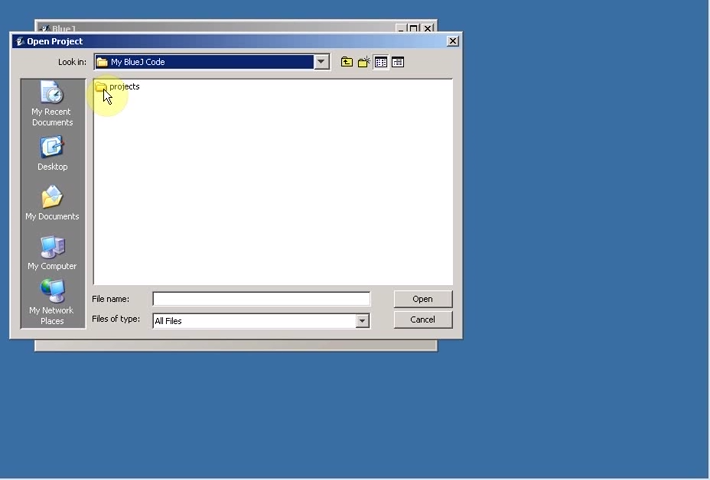 BlueJ
Open Project
Look in: My BlueJ Code
projects
My Recent
Documents
Desktop
My Documents
My Computer
My Network
Places
File name:
Open
Files of type: All Files
Cancel